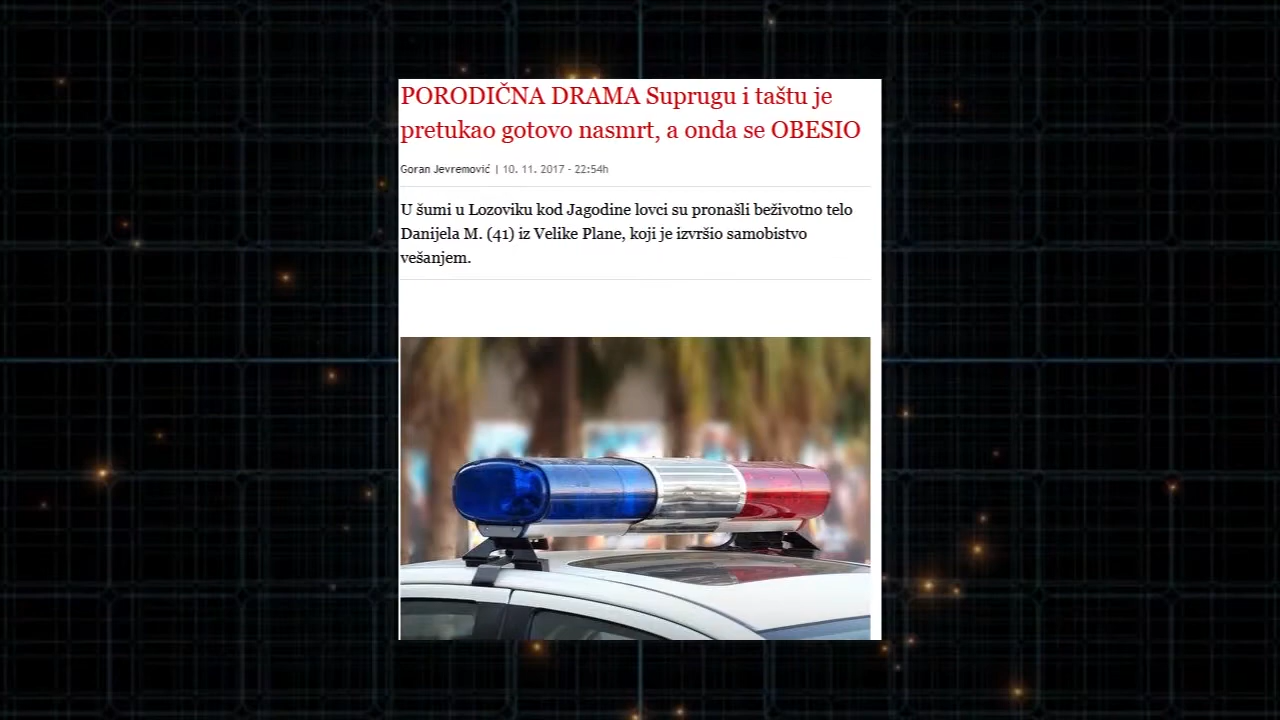 PORODIČNA DRAMA Suprugu i taštu je
pretukao gotovo nasmrt, a onda se OBESIO
Goran Jevremović | 10. 11. 2017 - 22:54h
U šumi u Lozoviku kod Jagodine lovci su pronašli beživotno telo
Danijela M. (41) iz Velike Plane, koji je izvršio samobistvo
vešanjem.